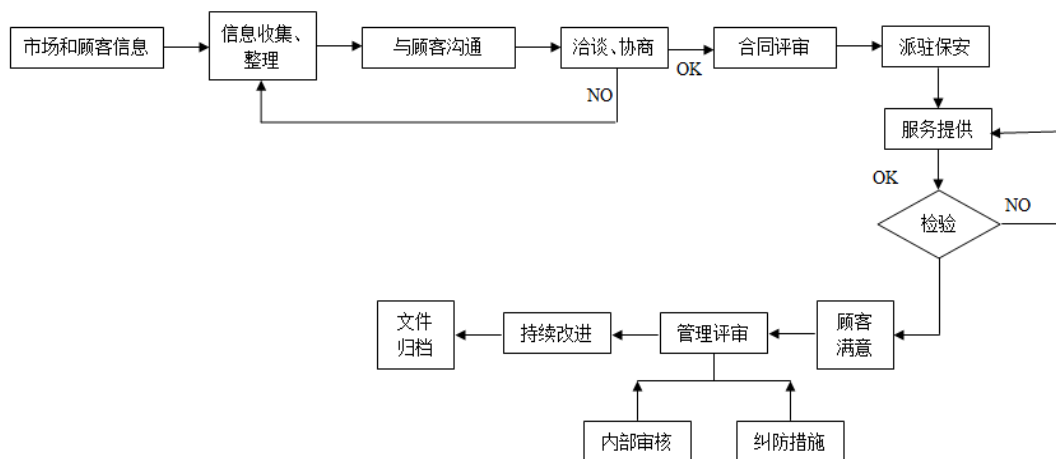 市场和顾客信息
信息收集、
整理
与顾客沟通
洽谈、协商
OK
合同评审
派驻保安
NO
服务提供
OK
检验
NO
文件
归档
持续改进
管理评审
顾客
满意
内部审核
纠防措施